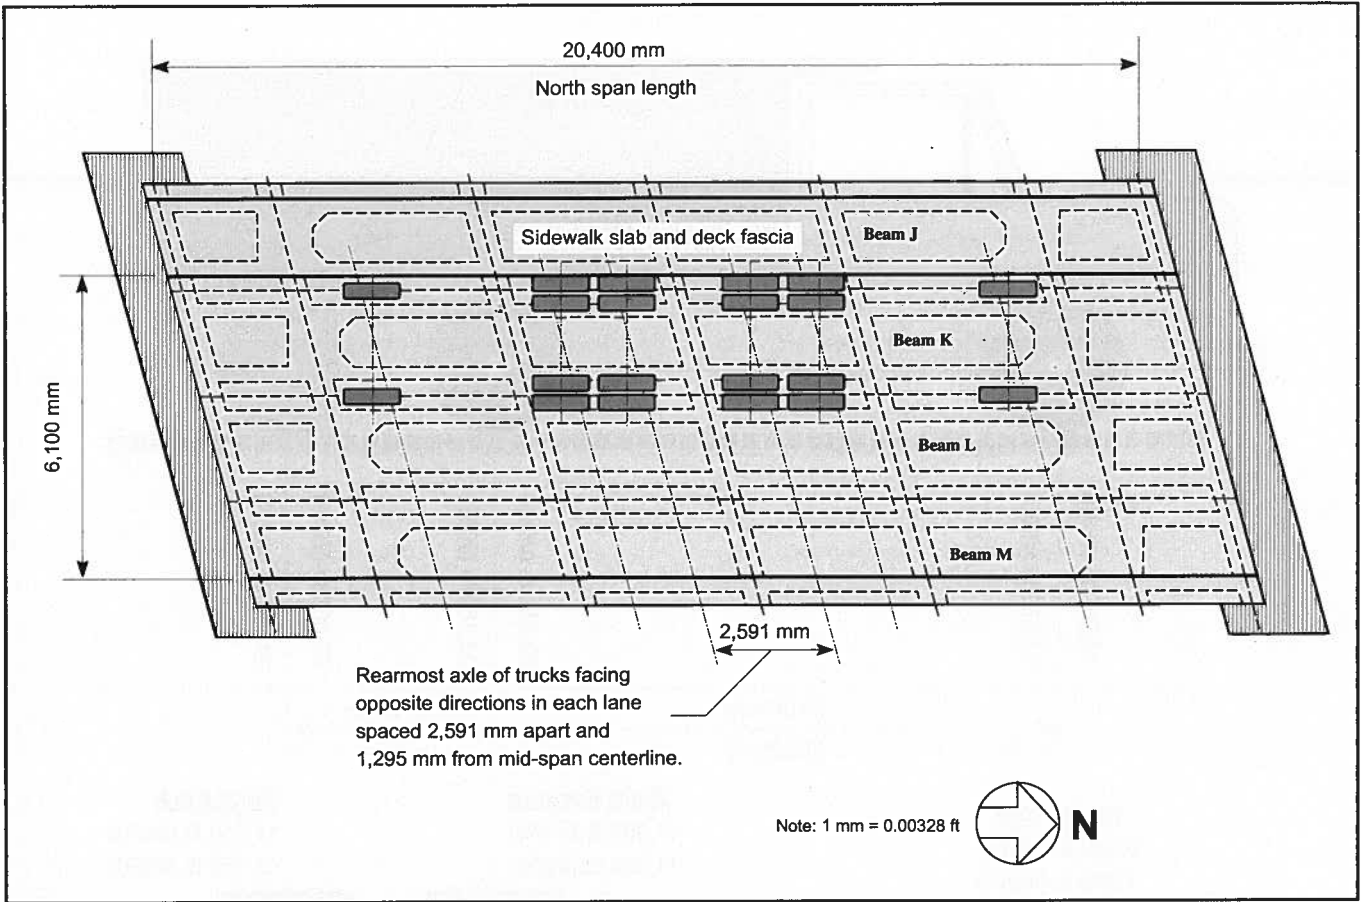 20,400 mm
North span length
Sidewalk slab and deck fascia
Beam J
Beam K
6,100 mm
Beam L
Beam M
2,591 mm
Rearmost axle of trucks facing
opposite directions in each lane
spaced 2,591 mm apart and
1,295 mm from mid-span centerline.
Note: 1 mm = 0.00328 ft
N